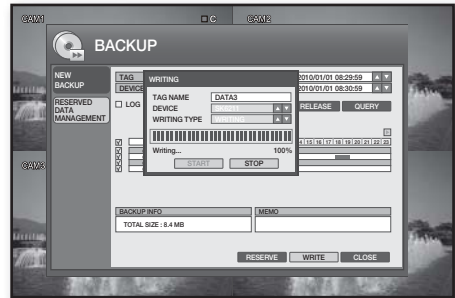 CAM1
C
CAM2
BACKUP
NEW
BACKUP
RESERVED
DATA
MANAGEMENT
TAG
DEVICE
LOG
2010/01/01 08:29:59
2010/01/01 08:30:59
RELEASE
QUERY
WRITING
TAG NAME DATA3
DEVICE
WRITING TYPE WRITING
Writing... 100%
START STOP
15 16 17 18 19 20 21 22 23
CAM3
BACKUP INFO
TOTAL SIZE : 8.4 MB
MEMO
RESERVE WRITE CLOSE